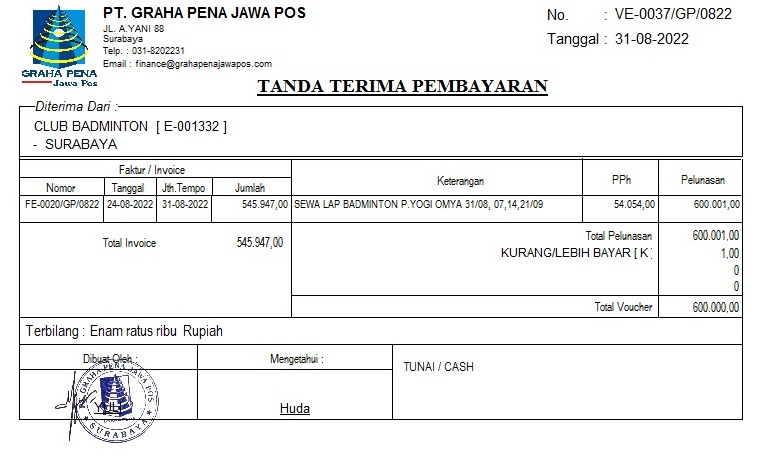 PT. GRAHA PENA JAWA POS
JL. A.YANI 88
Surabaya
Telp. : 031-8202231
Email : finance@grahapenajawapos.com
GRAHA PENA
Jawa Pos
No. : VE-0037/GP/0822
Tanggal : 31-08-2022
TANDA TERIMA PEMBAYARAN
Diterima Dari :
CLUB BADMINTON [ E-001332 ]
- SURABAYA
Faktur / Invoice Keterangan PPh Pelunasan
Nomor Tanggal Jth.Tempo Jumlah
FE-0020/GP/0822 24-08-2022 31-08-2022 545.947,00 SEWA LAP BADMINTON P.YOGI OMYA 31/08, 07,14,21/09 54.054,00 600.001,00
Total Invoice 545.947,00 Total Pelunasan 600.001,00
KURANG/LEBIH BAYAR [ K ] 1,00
0
0
Total Voucher 600.000,00
Terbilang : Enam ratus ribu Rupiah
Dibuat Oleh : Mengetahui :
TUNAI / CASH
GRAHA PENA JAWA POS
YULI
SURABAYA
Huda